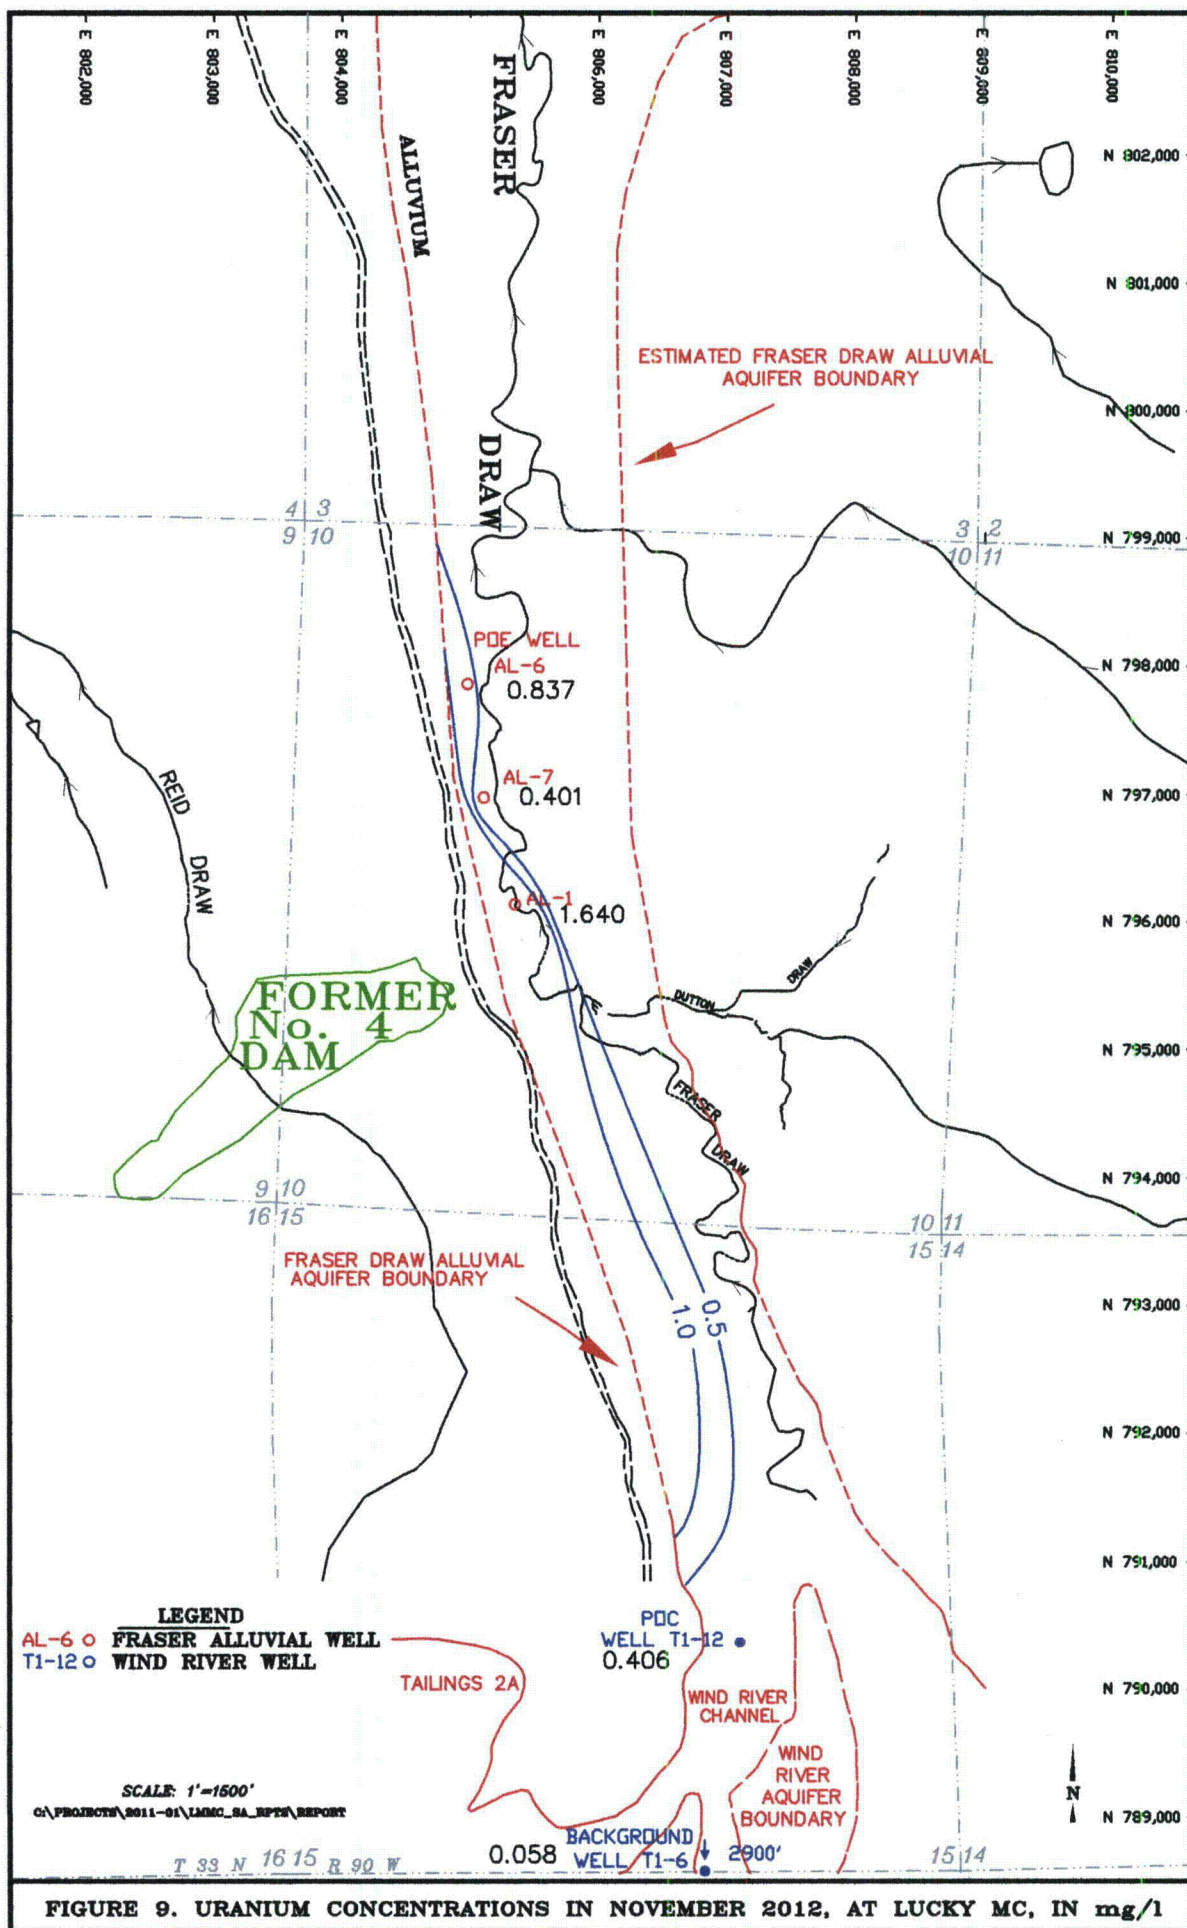 E 802,000
E 803,000
E 804,000
E 806,000
E 807,000
E 808,000
E 809,000
E 810,000
FRASER
ALLUVIUM
N 802,000
N 801,000
ESTIMATED FRASER DRAW ALLUVIAL
AQUIFER BOUNDARY
N 800,000
DRAW
4 3
9 10
3 2
10 11
N 799,000
POE WELL
AL-6
0.837
N 798,000
REID
DRAW
AL-7
0.401
N 797,000
AL-1
1.640
N 796,000
FORMER
No. 4
DAM
DUTTON
DRAW
N 795,000
FRASER
DRAW
9 10
16 15
10 11
15 14
N 794,000
FRASER DRAW ALLUVIAL
AQUIFER BOUNDARY
1.0
0.5
N 793,000
N 792,000
N 791,000
LEGEND
AL-6 FRASER ALLUVIAL WELL
T1-12 WIND RIVER WELL
POC
WELL T1-12
0.406
TAILINGS 2A
WIND RIVER
CHANNEL
N 790,000
WIND
RIVER
AQUIFER
BOUNDARY
N
SCALE: 1"=1500'
C:\PROJECTS\2011-01\LMMC_SA_RPTS\REPORT
N 789,000
0.058
BACKGROUND
WELL T1-6
2900'
T 33 N 16 15 R 90 W
15 14
FIGURE 9. URANIUM CONCENTRATIONS IN NOVEMBER 2012, AT LUCKY MC, IN mg/l